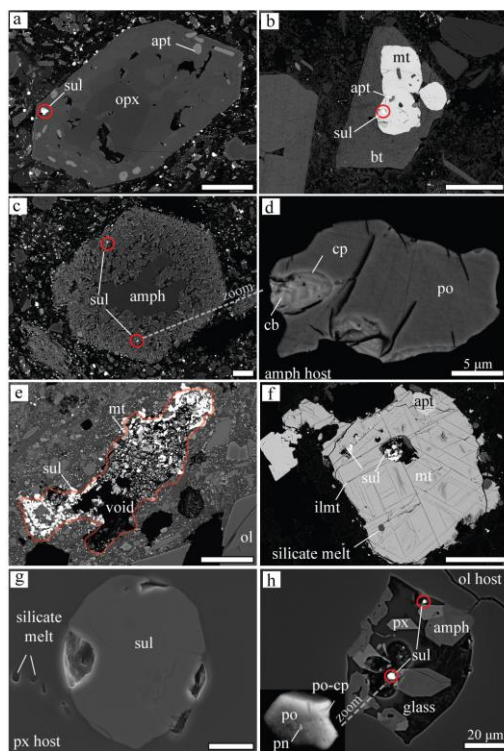 a
apt
sul
opx
b
mt
apt
sul
bt
c
sul
amph
zoom
d
cp
po
cb
amph host
5 µm
e
mt
sul
void
ol
f
apt
sul
mt
ilmt
silicate melt
g
silicate
melt
sul
px host
h
ol host
px
amph
sul
po-cp
po
pn
zoom
glass
20 µm